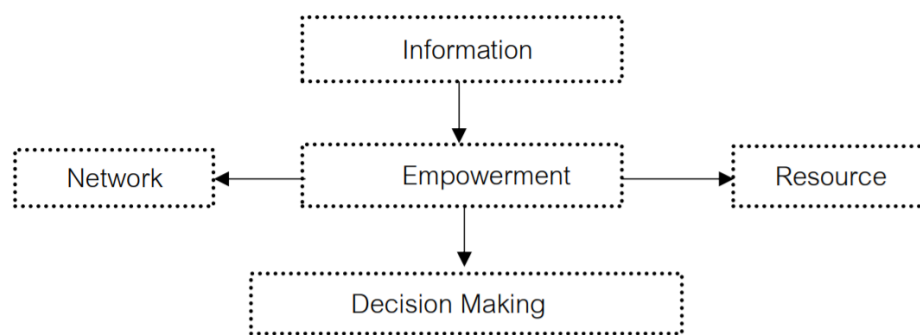 Information
Network
Empowerment
Resource
Decision Making